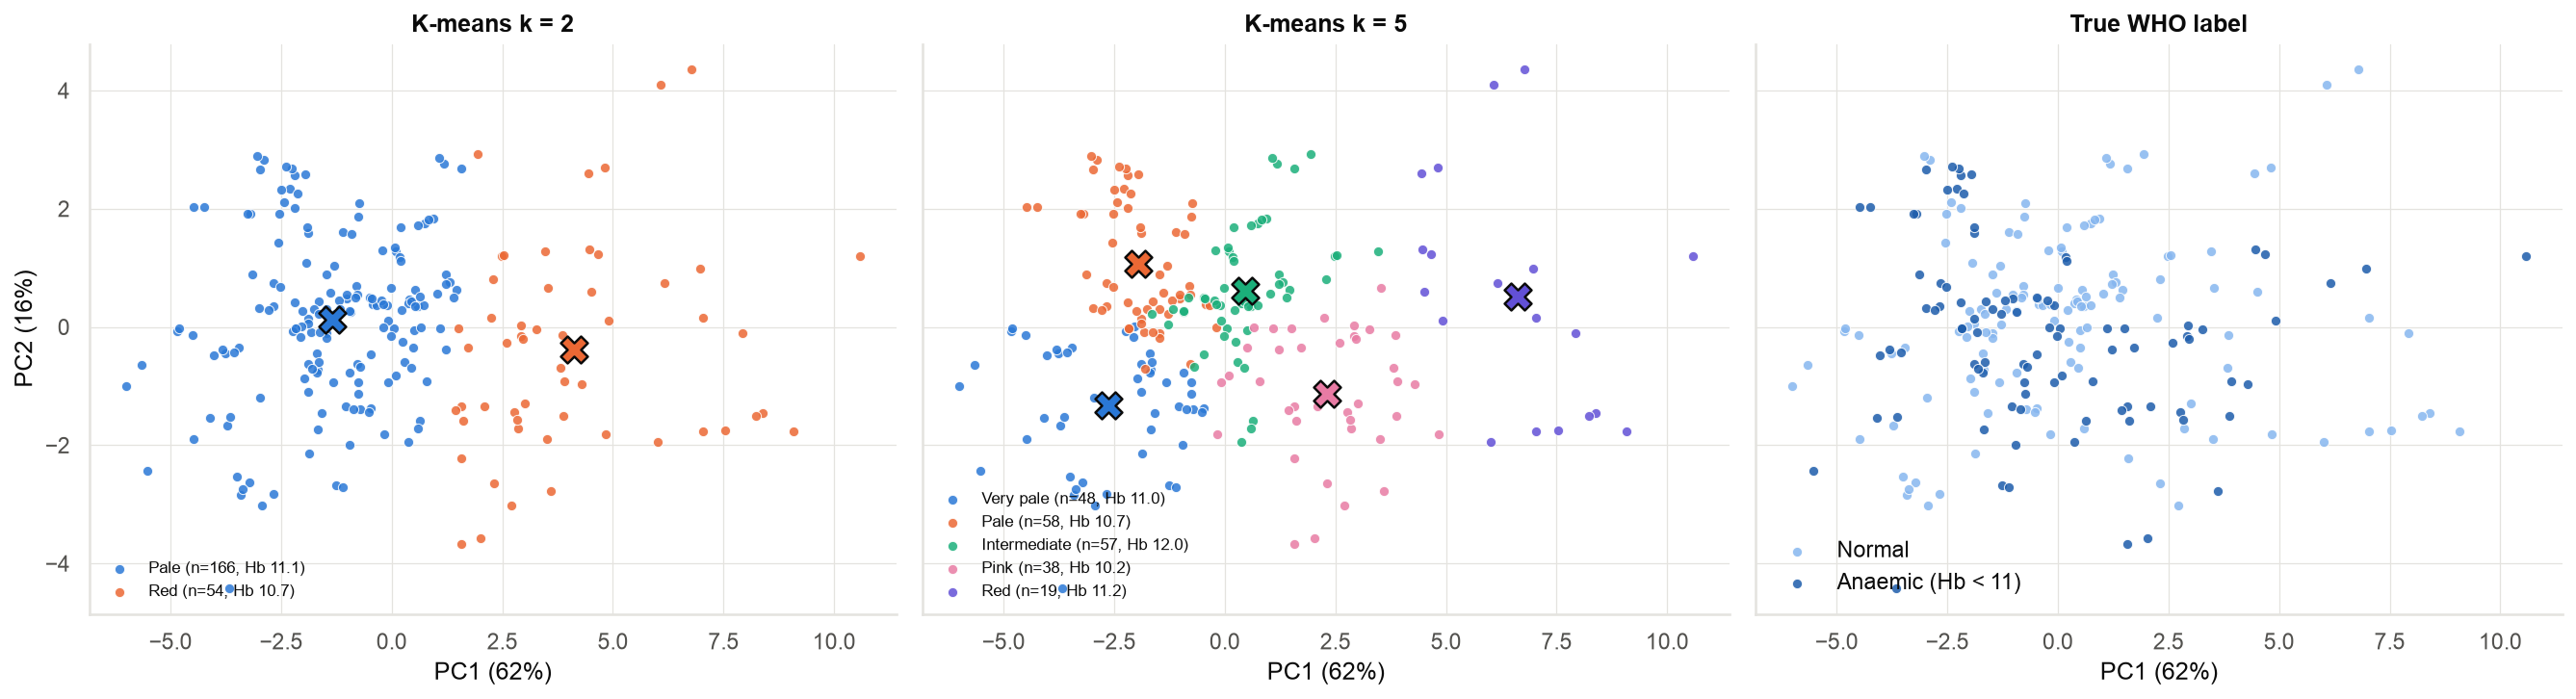 K-means k = 2
4
2
0
−2
−4
PC2 (16%)
Pale (n=166, Hb 11.1)
Red (n=54, Hb 10.7)
−5.0 −2.5 0.0 2.5 5.0 7.5 10.0
PC1 (62%)
K-means k = 5
Very pale (n=48, Hb 11.0)
Pale (n=58, Hb 10.7)
Intermediate (n=57, Hb 12.0)
Pink (n=38, Hb 10.2)
Red (n=19, Hb 11.2)
−5.0 −2.5 0.0 2.5 5.0 7.5 10.0
PC1 (62%)
True WHO label
Normal
Anaemic (Hb < 11)
−5.0 −2.5 0.0 2.5 5.0 7.5 10.0
PC1 (62%)